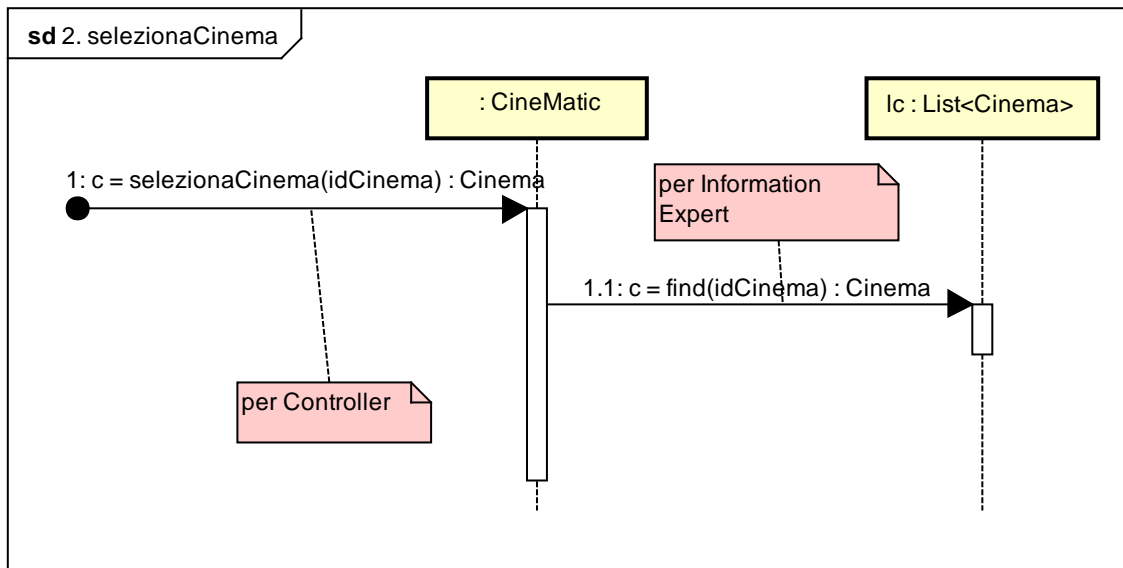 sd 2. selezionaCinema
: CineMatic
lc : List<Cinema>
1: c = selezionaCinema(idCinema) : Cinema
per Information
Expert
1.1: c = find(idCinema) : Cinema
per Controller